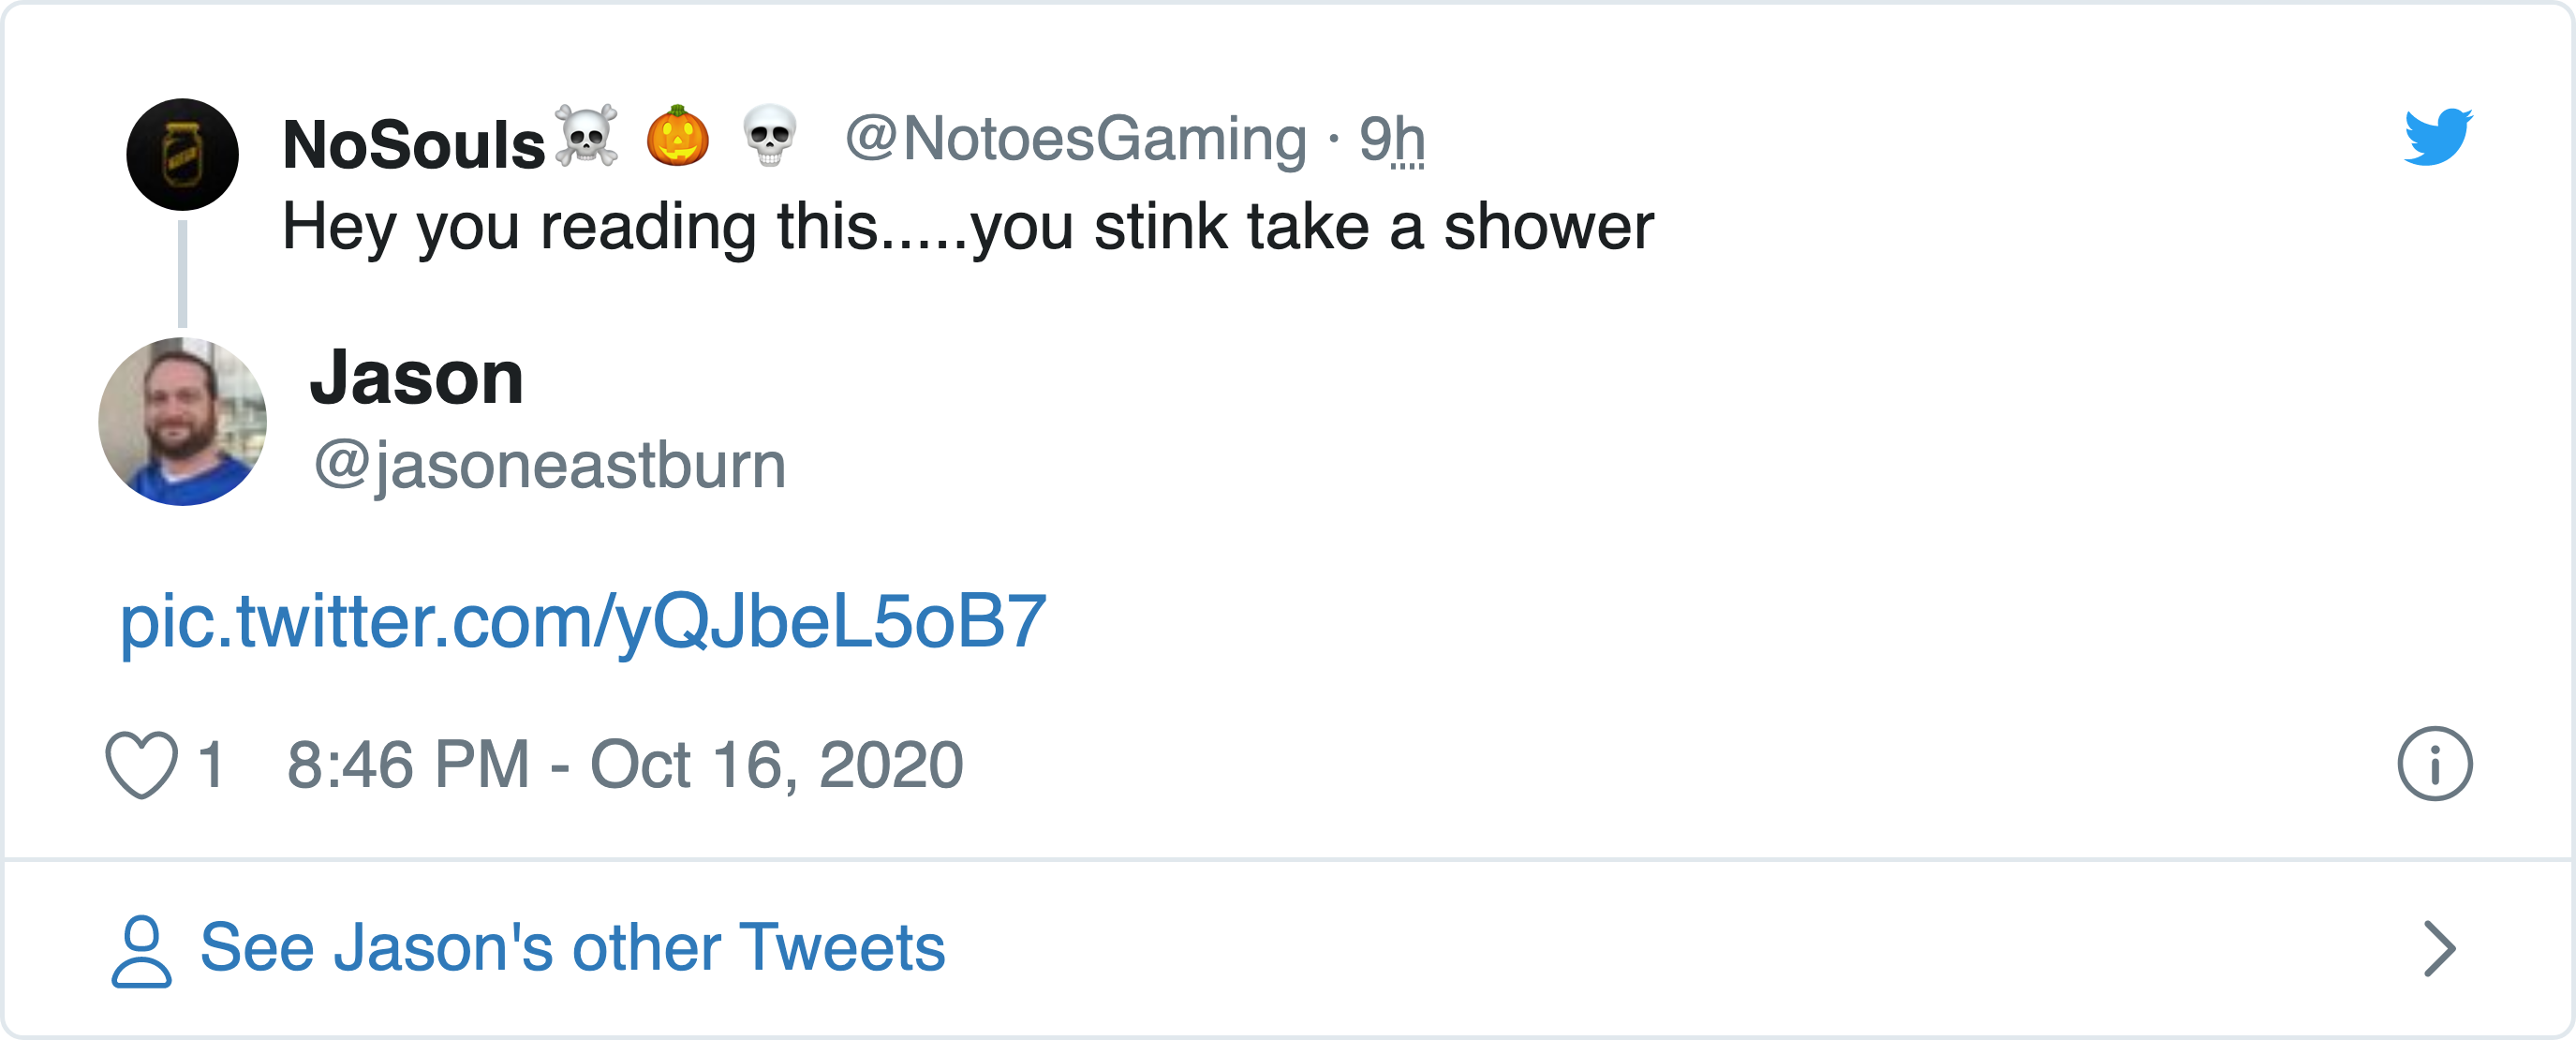 NoSouls☠️ 🎃 💀 @NotoesGaming · 9h
Hey you reading this.....you stink take a shower
Jason
@jasoneastburn
pic.twitter.com/yQJbeL5oB7
1 8:46 PM - Oct 16, 2020
See Jason's other Tweets